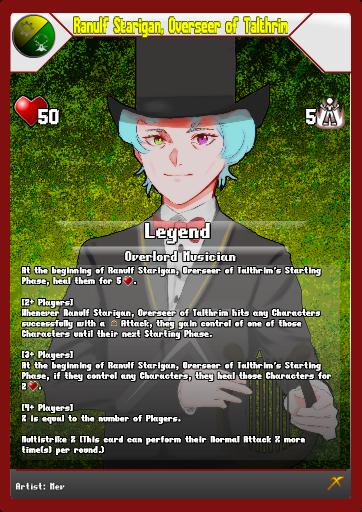 Ranulf Starigan, Overseer of Talthrim
50
5
Legend
Overlord Musician
At the beginning of Ranulf Starigan, Overseer of Talthrim's Starting
Phase, heal them for 5 .
[2+ Players]
Whenever Ranulf Starigan, Overseer of Talthrim hits any Characters
successfully with a Attack, they gain control of one of those
Characters until their next Starting Phase.
[3+ Players]
At the beginning of Ranulf Starigan, Overseer of Talthrim's Starting
Phase, if they control any Characters, they heal those Characters for
2 .
[4+ Players]
X is equal to the number of Players.
Multistrike X (This card can perform their Normal Attack X more
time(s) per round.)
Artist: Mev